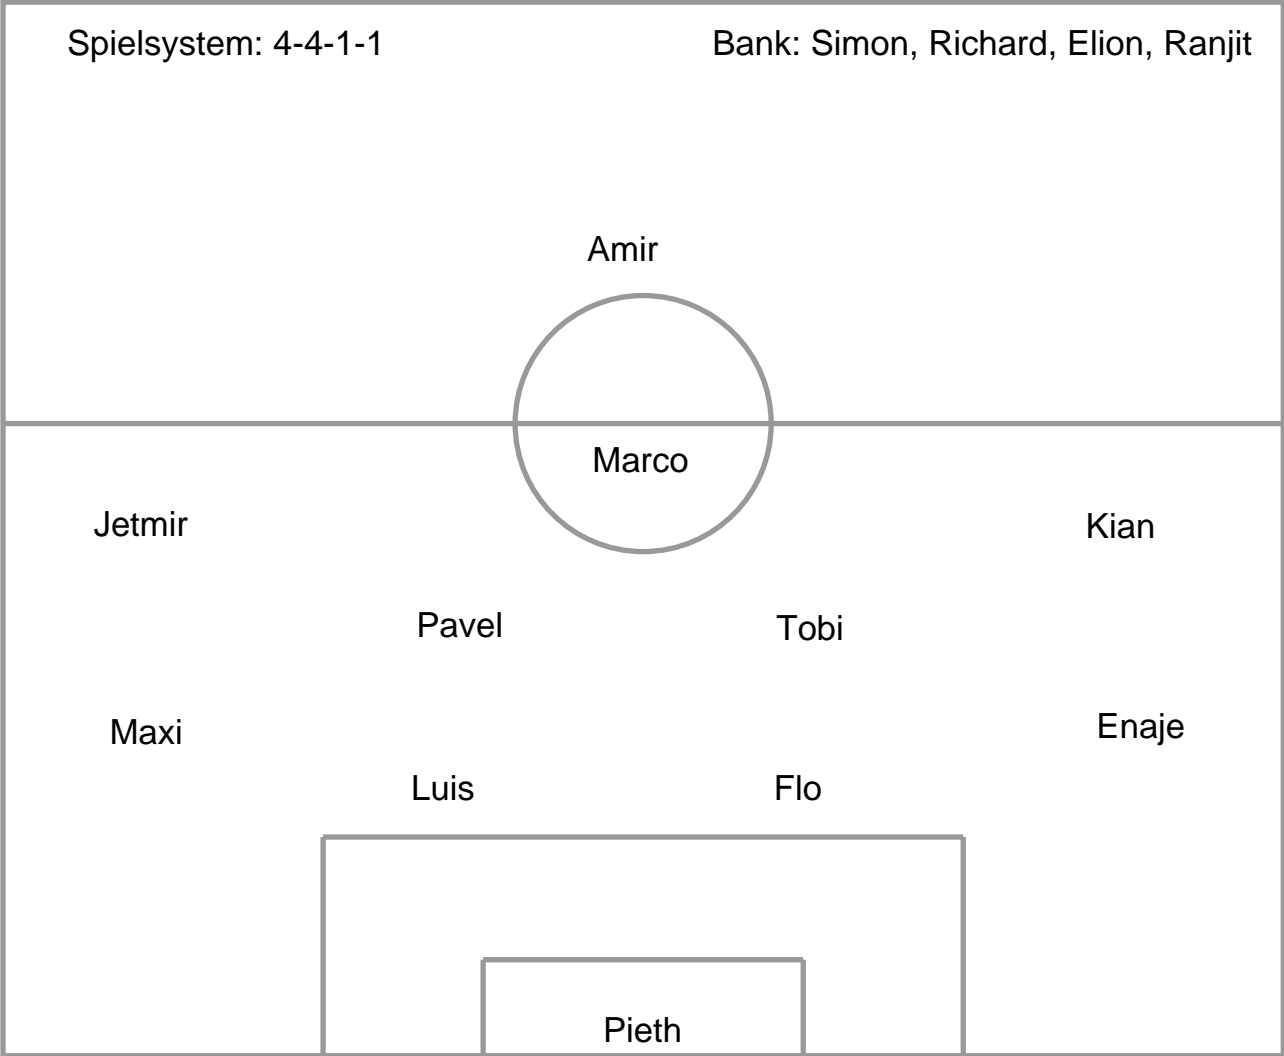 Spielsystem: 4-4-1-1
Bank: Simon, Richard, Elion, Ranjit
Amir
Marco
Jetmir
Kian
Pavel
Tobi
Maxi
Enaje
Luis
Flo
Pieth